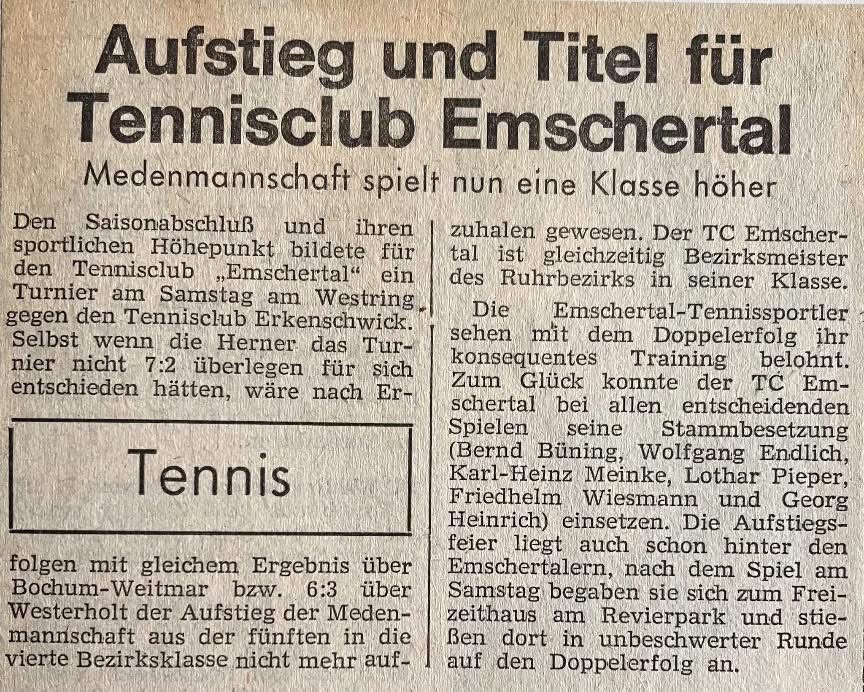 Aufstieg und Titel für
Tennisclub Emschertal
Medenmannschaft spielt nun eine Klasse höher
Den Saisonabschluß und ihren
sportlichen Höhepunkt bildete für
den Tennisclub „Emschertal“ ein
Turnier am Samstag am Westring
gegen den Tennisclub Erkenschwick.
Selbst wenn die Herner das Tur-
nier nicht 7:2 überlegen für sich
entschieden hätten, wäre nach Er-
Tennis
folgen mit gleichem Ergebnis über
Bochum-Weitmar bzw. 6:3 über
Westerholt der Aufstieg der Meden-
mannschaft aus der fünften in die
vierte Bezirksklasse nicht mehr auf-
zuhalen gewesen. Der TC Emscher-
tal ist gleichzeitig Bezirksmeister
des Ruhrbezirks in seiner Klasse.
Die Emschertal-Tennissportler
sehen mit dem Doppelerfolg ihr
konsequentes Training belohnt.
Zum Glück konnte der TC Em-
schertal bei allen entscheidenden
Spielen seine Stammbesetzung
(Bernd Büning, Wolfgang Endlich,
Karl-Heinz Meinke, Lothar Pieper,
Friedhelm Wiesmann und Georg
Heinrich) einsetzen. Die Aufstiegs-
feier liegt auch schon hinter den
Emschertalern, nach dem Spiel am
Samstag begaben sie sich zum Frei-
zeithaus am Revierpark und stie-
ßen dort in unbeschwerter Runde
auf den Doppelerfolg an.